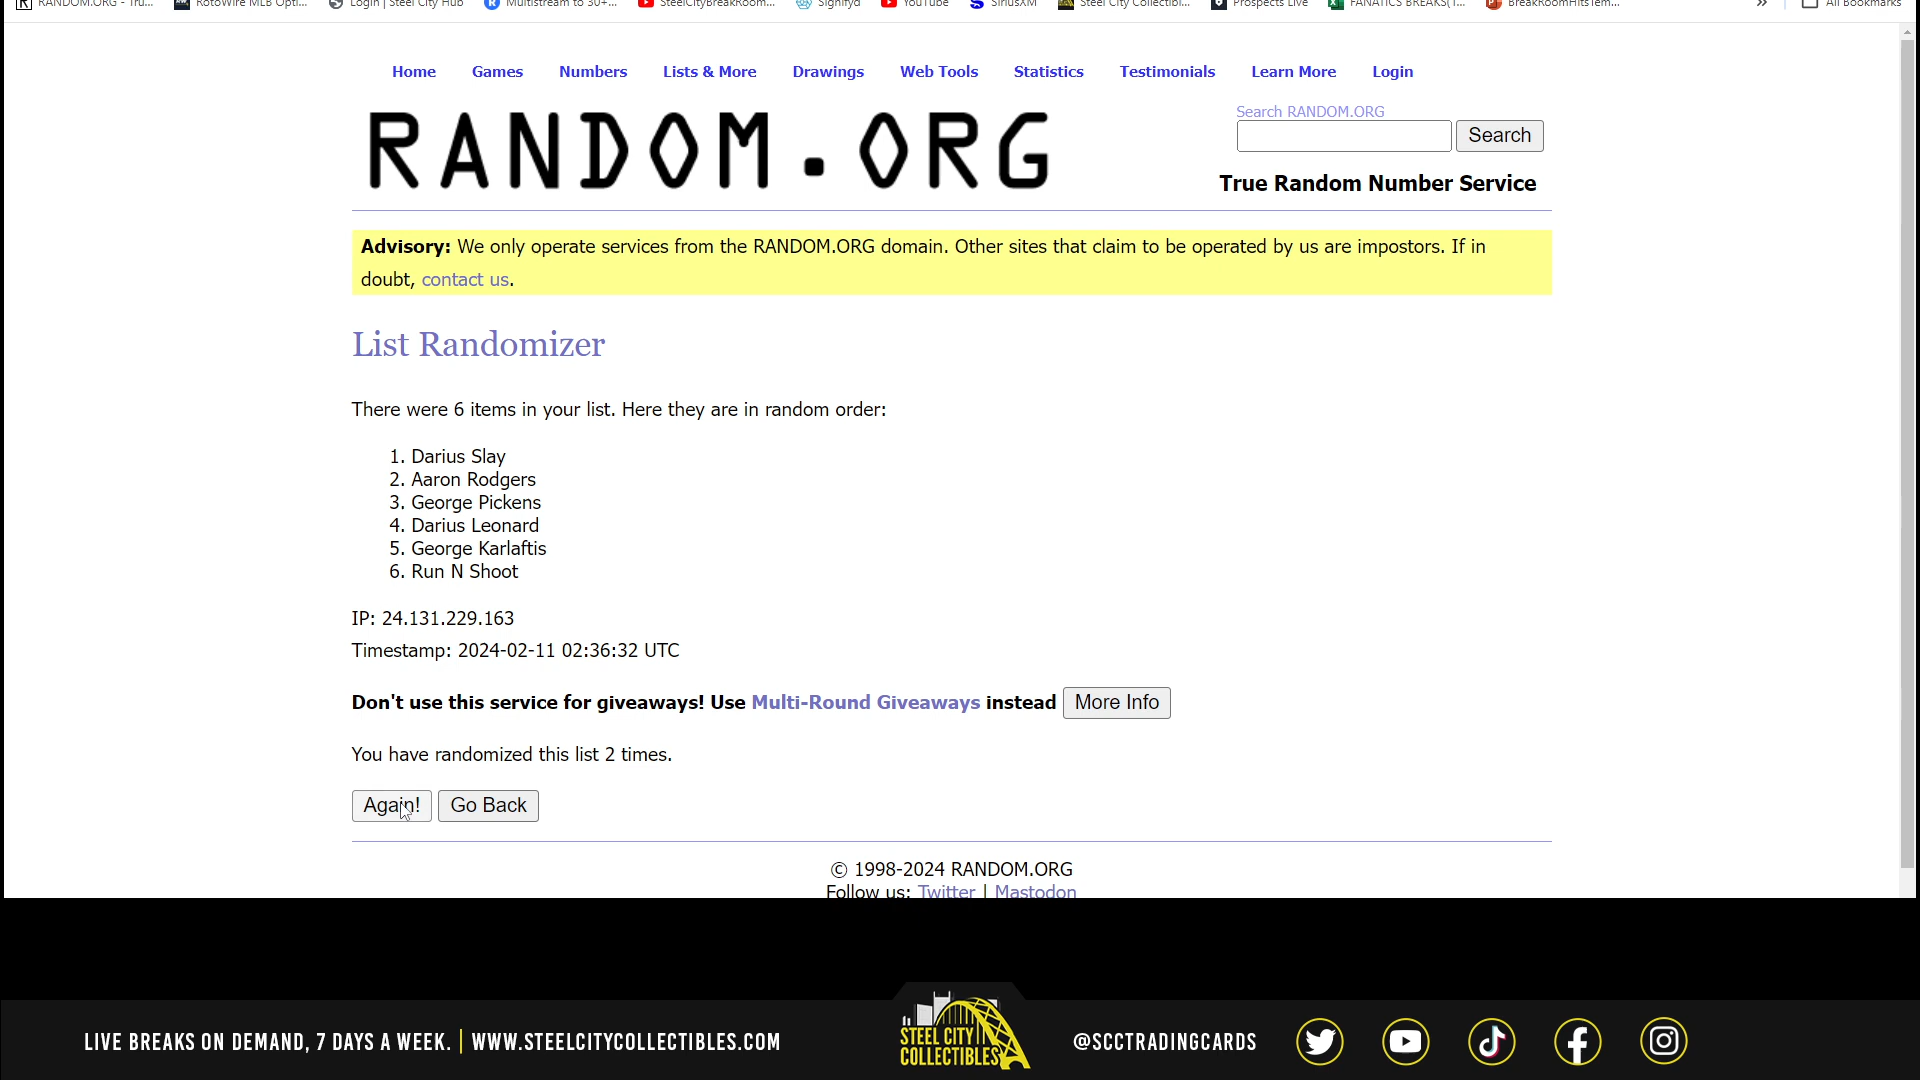 RANDOM.ORG - Tru... RotoWire MLB Opti... Login | Steel City Hub Multistream to 30+... SteelCityBreakRoom... Signifyd YouTube SiriusXM Steel City Collectibl... Prospects Live FANATICS BREAKS(1... BreakRoomHitsTem... » All Bookmarks
Home Games Numbers Lists & More Drawings Web Tools Statistics Testimonials Learn More Login
RANDOM.ORG
Search RANDOM.ORG
Search
True Random Number Service
Advisory: We only operate services from the RANDOM.ORG domain. Other sites that claim to be operated by us are impostors. If in
doubt, contact us.
List Randomizer
There were 6 items in your list. Here they are in random order:
1. Darius Slay
2. Aaron Rodgers
3. George Pickens
4. Darius Leonard
5. George Karlaftis
6. Run N Shoot
IP: 24.131.229.163
Timestamp: 2024-02-11 02:36:32 UTC
Don't use this service for giveaways! Use Multi-Round Giveaways instead More Info
You have randomized this list 2 times.
Again! Go Back
© 1998-2024 RANDOM.ORG
Follow us: Twitter | Mastodon
LIVE BREAKS ON DEMAND, 7 DAYS A WEEK. | WWW.STEELCITYCOLLECTIBLES.COM
STEEL CITY
COLLECTIBLES
@SCCTRADINGCARDS